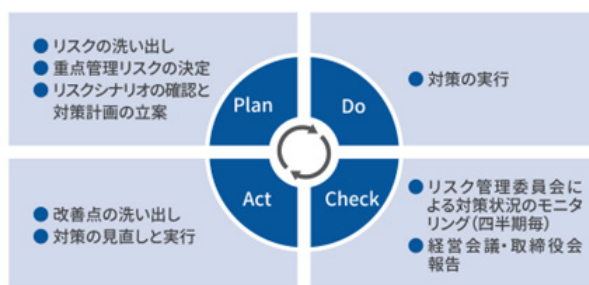 ● リスクの洗い出し
● 重点管理リスクの決定
● リスクシナリオの確認と
対策計画の立案
Plan
Do
● 対策の実行
● 改善点の洗い出し
● 対策の見直しと実行
Act
Check
● リスク管理委員会に
よる対策状況のモニタ
リング(四半期毎)
● 経営会議・取締役会
報告